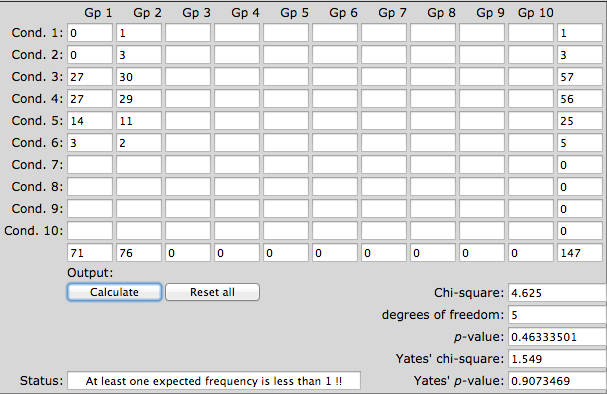 Gp 1 Gp 2 Gp 3 Gp 4 Gp 5 Gp 6 Gp 7 Gp 8 Gp 9 Gp 10
Cond. 1: 0 1 1
Cond. 2: 0 3 3
Cond. 3: 27 30 57
Cond. 4: 27 29 56
Cond. 5: 14 11 25
Cond. 6: 3 2 5
Cond. 7: 0
Cond. 8: 0
Cond. 9: 0
Cond. 10: 0
71 76 0 0 0 0 0 0 0 0 147
Output:
Calculate Reset all Chi-square: 4.625
degrees of freedom: 5
p-value: 0.46333501
Yates' chi-square: 1.549
Status: At least one expected frequency is less than 1 !! Yates' p-value: 0.9073469